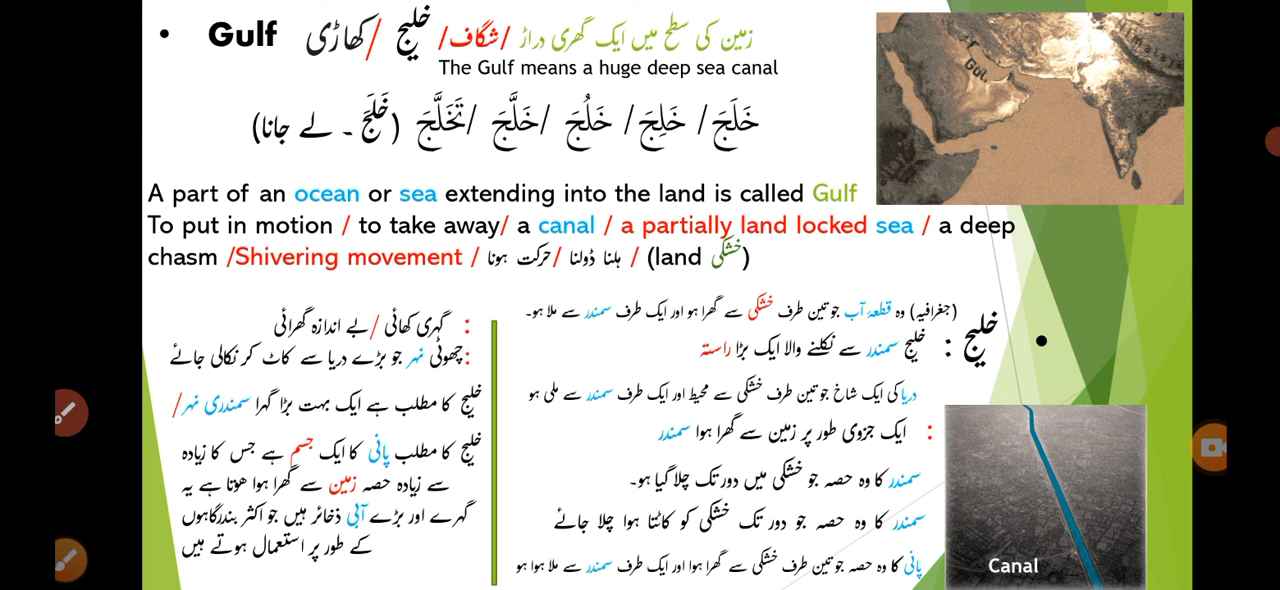 • Gulf خلیج / کھاڑی /شگاف/ زمین کی سطح میں ایک گھری دراڑ
The Gulf means a huge deep sea canal
خَلَجَ / خَلِجَ / خَلُجَ / خَلَّجَ / تَخَلَّجَ (خَلَجَ ۔ لے جانا)
Gul.
A part of an ocean or sea extending into the land is called Gulf
To put in motion / to take away/ a canal / a partially land locked sea / a deep
chasm /Shivering movement / ہلنا ڈولنا /حرکت ہونا / (land خشکی)
(جغرافیہ) وہ قطعۂ آب جو تین طرف خشکی سے گھرا ہو اور ایک طرف سمندر سے ملا ہو۔
• خلیج : خلیج سمندر سے نکلنے والا ایک بڑا راستہ
دریا کی ایک شاخ جو تین طرف خشکی سے محیط اور ایک طرف سمندر سے ملی ہو
: ایک جزوی طور پر زمین سے گھرا ہوا سمندر
سمندر کا وہ حصہ جو خشکی میں دور تک چلا گیا ہو۔
سمندر کا وہ حصہ جو دور تک خشکی کو کاٹتا ہوا چلا جائے
پانی کا وہ حصہ جو تین طرف خشکی سے گھرا ہوا اور ایک طرف سمندر سے ملا ہوا ہو
: گہری کھائی / بے اندازہ گھرائی
:چھوٹی نہر جو بڑے دریا سے کاٹ کر نکالی جائے
خلیج کا مطلب ہے ایک بہت بڑا گہرا سمندری نہر/
خلیج کا مطلب پانی کا ایک جسم ہے جس کا زیادہ
سے زیادہ حصہ زمین سے گھرا ہوا ھوتا ہے یہ
گہرے اور بڑے آبی ذخائر ہیں جو اکثر بندرگاہوں
کے طور پر استعمال ہوتے ہیں
Canal